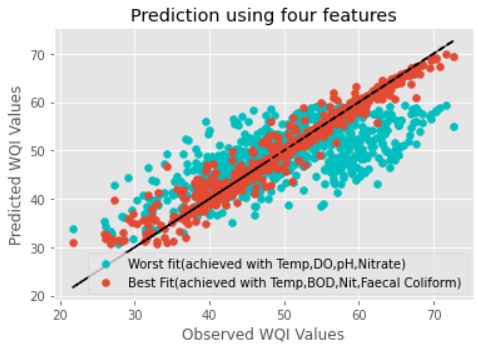 Prediction using four features
Predicted WQI Values
70
60
50
40
30
20
Worst fit(achieved with Temp,DO,pH,Nitrate)
Best Fit(achieved with Temp,BOD,Nit,Faecal Coliform)
20 30 40 50 60 70
Observed WQI Values